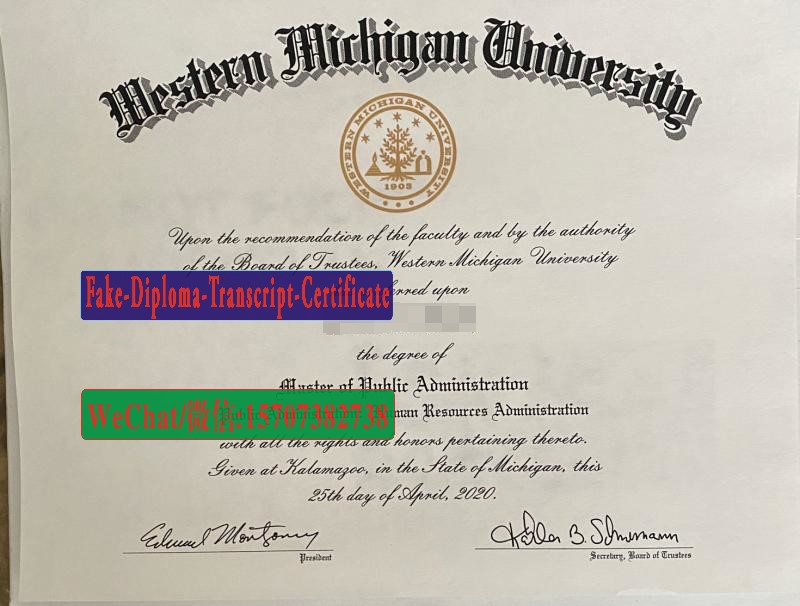 Western Michigan University
WESTERN MICHIGAN UNIVERSITY
1903
Upon the recommendation of the faculty and by the authority
of the Board of Trustees, Western Michigan University
Fake-Diploma-Transcript-Certificate
upon
the degree of
Master of Public Administration
WeChat/微信:15707382738
Human Resources Administration
with all the rights and honors pertaining thereto.
Given at Kalamazoo, in the State of Michigan, this
25th day of April, 2020.
Edward Montgomery
President
Secretary, Board of Trustees